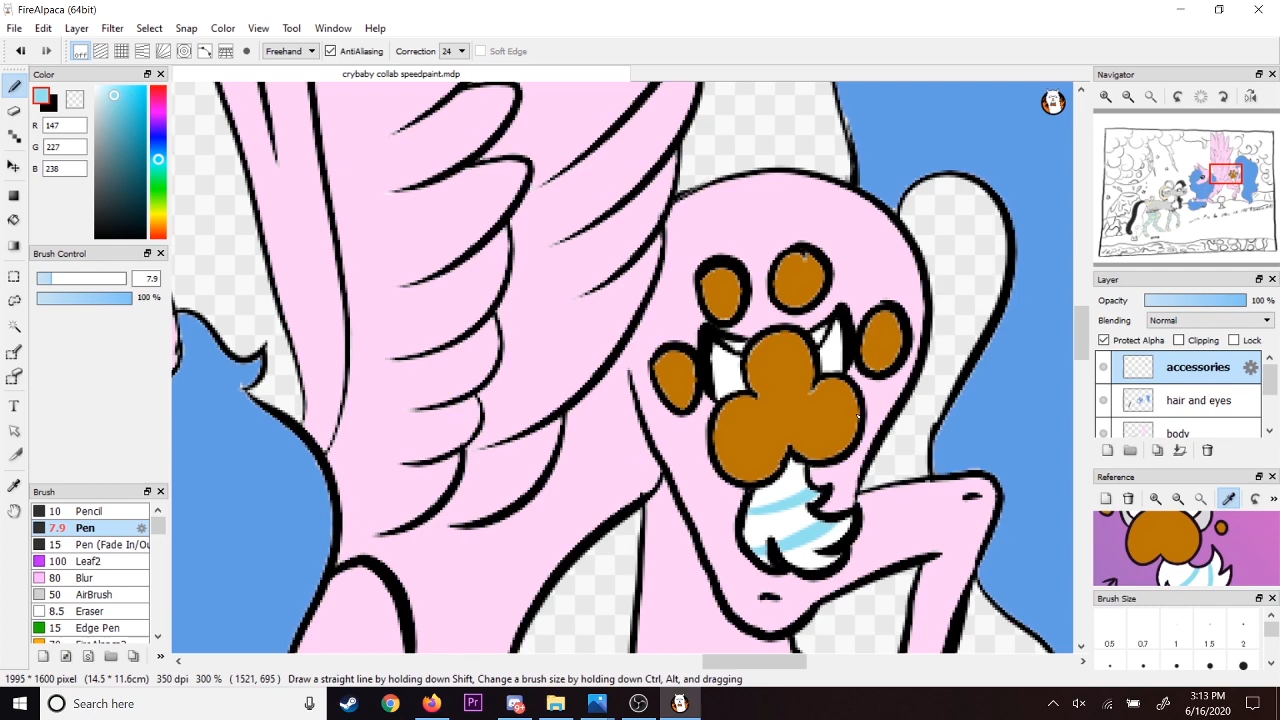 FireAlpaca (64bit)
File Edit Layer Filter Select Snap Color View Tool Window Help
off Freehand AntiAliasing Correction 24 Soft Edge
crybaby collab speedpaint.mdp
Color
R 147
G 227
B 238
Brush Control
7.9
100 %
Brush
10 Pencil
7.9 Pen
15 Pen (Fade In/Ou
100 Leaf2
80 Blur
50 AirBrush
8.5 Eraser
15 Edge Pen
Navigator
Layer
Opacity 100 %
Blending Normal
Protect Alpha Clipping Lock
accessories
hair and eyes
body
Reference
Brush Size
0.5 0.7 1 1.5 2
1995 * 1600 pixel (14.5 * 11.6cm) 350 dpi 300 % ( 1521, 695 ) Draw a straight line by holding down Shift, Change a brush size by holding down Ctrl, Alt, and dragging
Search here
Pr
3:13 PM
6/16/2020